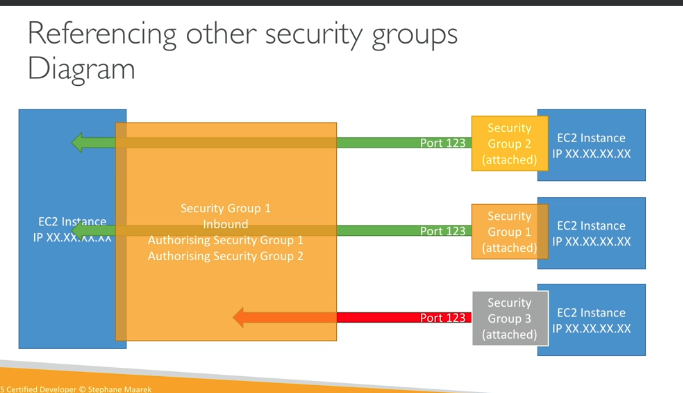 Referencing other security groups
Diagram
EC2 Instance
IP XX.XX.XX.XX
Security Group 1
Inbound
Authorising Security Group 1
Authorising Security Group 2
Port 123
Security
Group 2
(attached)
EC2 Instance
IP XX.XX.XX.XX
Port 123
Security
Group 1
(attached)
EC2 Instance
IP XX.XX.XX.XX
Port 123
Security
Group 3
(attached)
EC2 Instance
IP XX.XX.XX.XX
S Certified Developer © Stephane Maarek